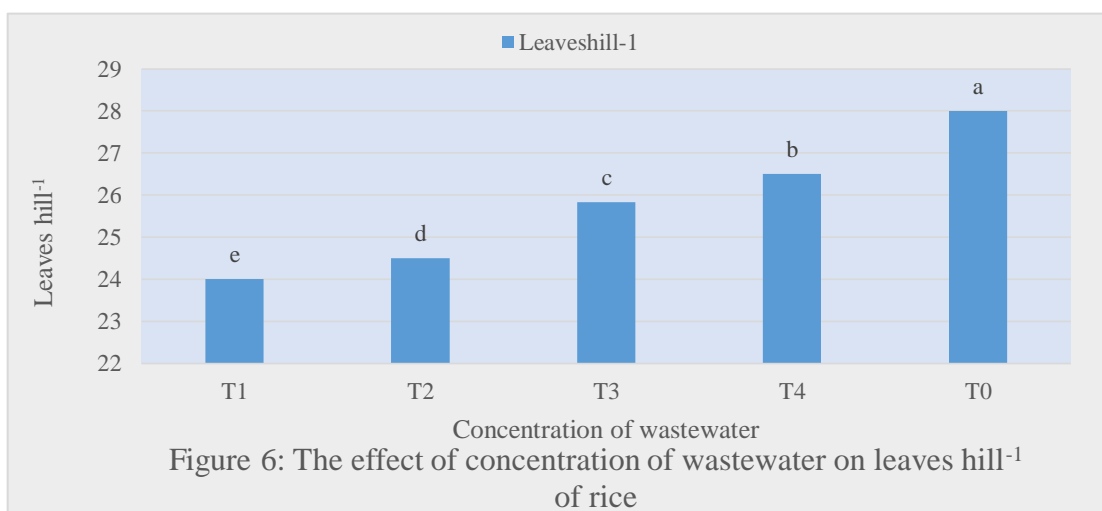 Leaveshill-1
29
28
27
26
25
24
23
22
Leaves hill-1
e
d
c
b
a
T1 T2 T3 T4 T0
Concentration of wastewater
Figure 6: The effect of concentration of wastewater on leaves hill-1
of rice